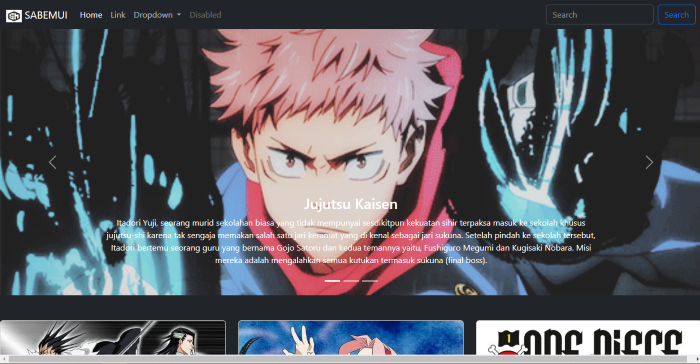 SABEMUI Home Link Dropdown Disabled Search Search
Jujutsu Kaisen
Itadori Yuji, seorang murid sekolahan biasa yang tidak mempunyai sesdikitpun kekuatan sihir terpaksa masuk ke sekolah khusus
jujutsu-shi karena tak sengaja memakan salah satu jari keramat yang di kenal sebagai jari sukuna. Setelah pindah ke sekolah tersebut,
Itadori bertemu seorang guru yang bernama Gojo Satoru dan kedua temannya yaitu, Fushiguro Megumi dan Kugisaki Nobara. Misi
mereka adalah mengalahkan semua kutukan termasuk sukuna (final boss).
ONE PIECE